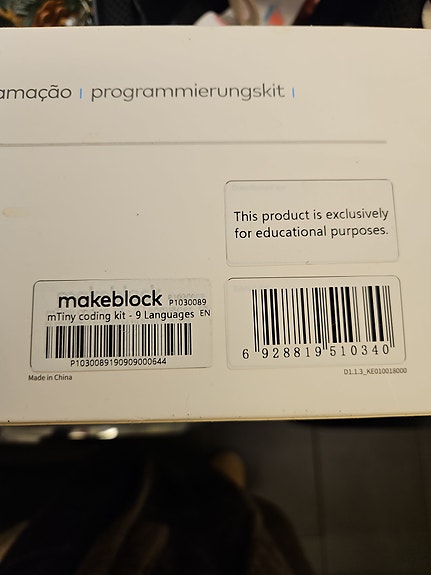 amação | programmierungskit |
This product is exclusively
for educational purposes.
makeblock P1030089
mTiny coding kit - 9 Languages EN
P1030089190909000644
6 928819 510340
Made in China
D1.1.3_KE010018000